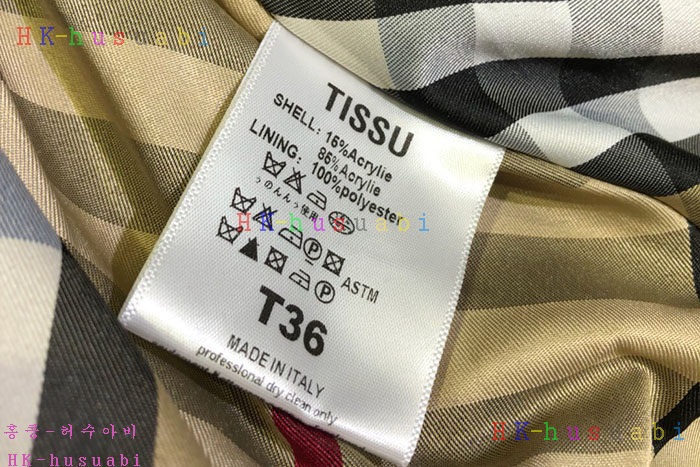 HK-husuabi
TISSU
SHELL: 15%Acrylie
85%Acrylie
LINING: 100%polyester
HK-husuabi
ASTM
T36
MADE IN ITALY
professional dry clean only
홍콩-허수아비
HK-husuabi
HK-husuabi